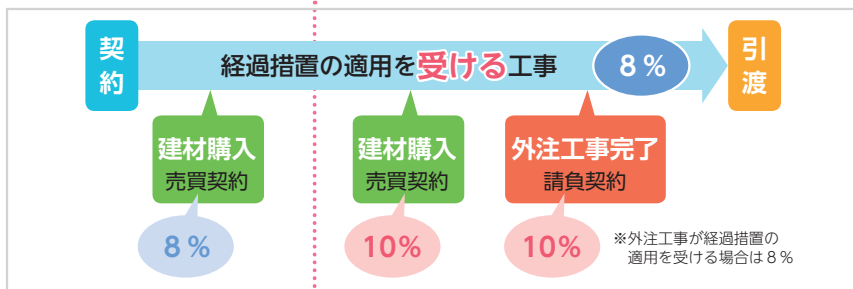 契約
経過措置の適用を受ける工事
8%
引渡
建材購入
売買契約
建材購入
売買契約
外注工事完了
請負契約
8%
10%
10%
※外注工事が経過措置の
適用を受ける場合は8%